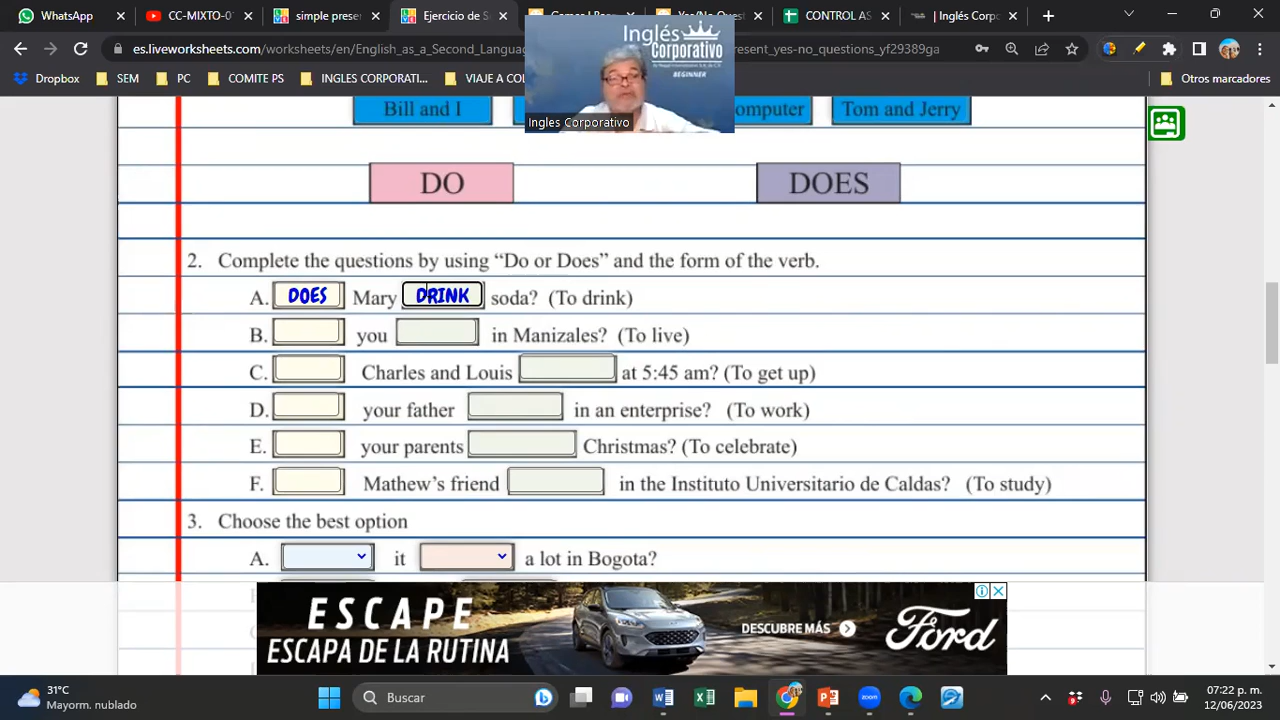 WhatsApp
CC-MIXTO-
simple presen
Ejercicio de S
CONTROL AS
Inglés Corp
es.liveworksheets.com/worksheets/en/English_as_a_Second_Langua
resent_yes-no_questions_yf29389ga
Dropbox
SEM
PC
COMITE 1
INGLES CORPORATI...
VIAJE A CO
Otros marcadores
Inglés
Corporativo
BEGINNER
Ingles Corporativo
Bill and I
omputer
Tom and Jerry
DO
DOES
2. Complete the questions by using “Do or Does” and the form of the verb.
A. DOES Mary DRINK soda? (To drink)
B. you in Manizales? (To live)
C. Charles and Louis at 5:45 am? (To get up)
D. your father in an enterprise? (To work)
E. your parents Christmas? (To celebrate)
F. Mathew’s friend in the Instituto Universitario de Caldas? (To study)
3. Choose the best option
A. it a lot in Bogota?
ESCAPE
ESCAPA DE LA RUTINA
DESCUBRE MÁS
Ford
31°C
Mayorm. nublado
Buscar
07:22 p. m.
12/06/2023